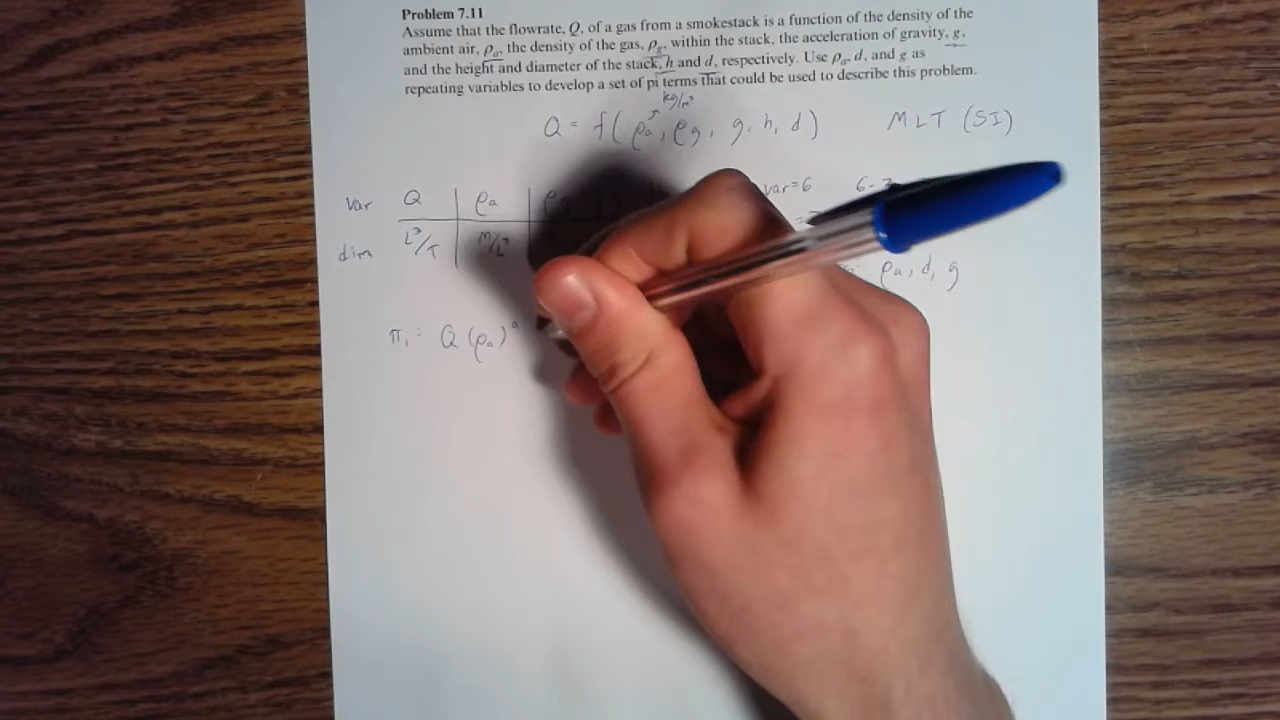 Problem 7.11
Assume that the flowrate, Q, of a gas from a smokestack is a function of the density of the
ambient air, ρₐ, the density of the gas, ρg, within the stack, the acceleration of gravity, g,
and the height and diameter of the stack, h and d, respectively. Use ρₐ, d, and g as
repeating variables to develop a set of pi terms that could be used to describe this problem.
kg/m³
Q = f(ρa, ρg, g, h, d) MLT (SI)
var Q ρa var=6 6-3
dim L³/T M/L³
ρa, d, g
π₁: Q (ρa)ᵃ